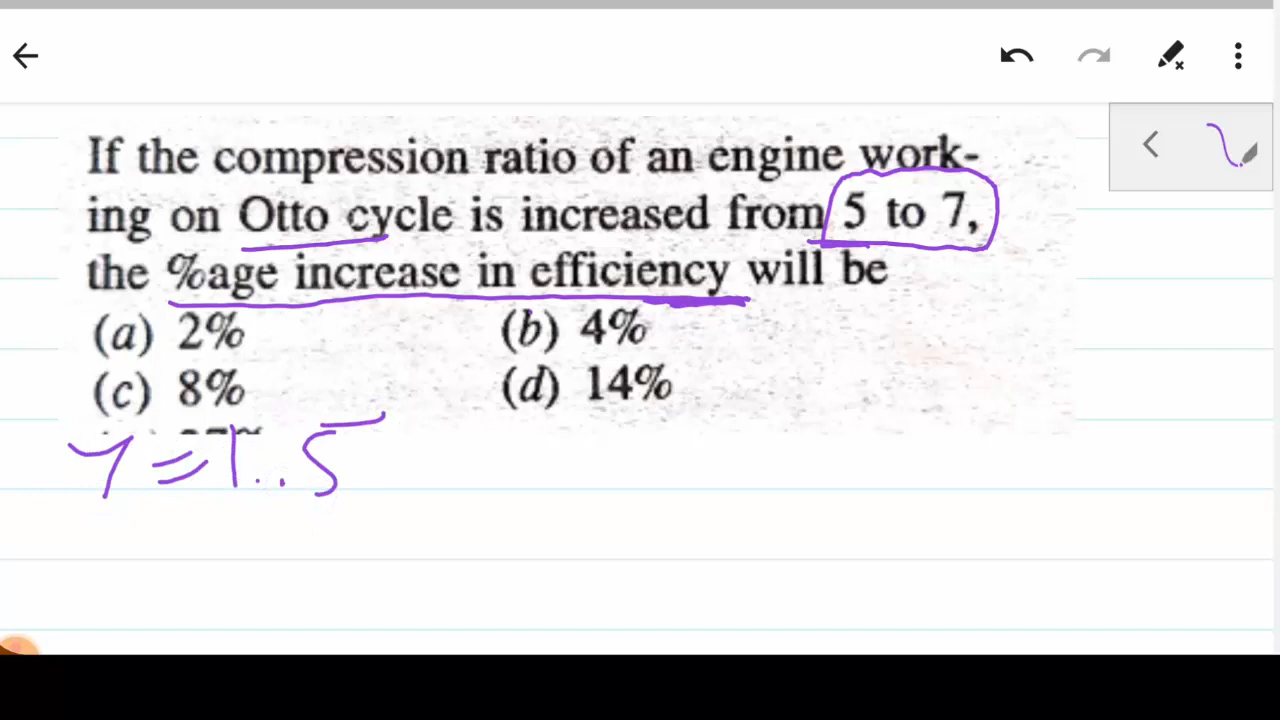 If the compression ratio of an engine work-
ing on Otto cycle is increased from 5 to 7,
the %age increase in efficiency will be
(a) 2% (b) 4%
(c) 8% (d) 14%
γ = 1..5